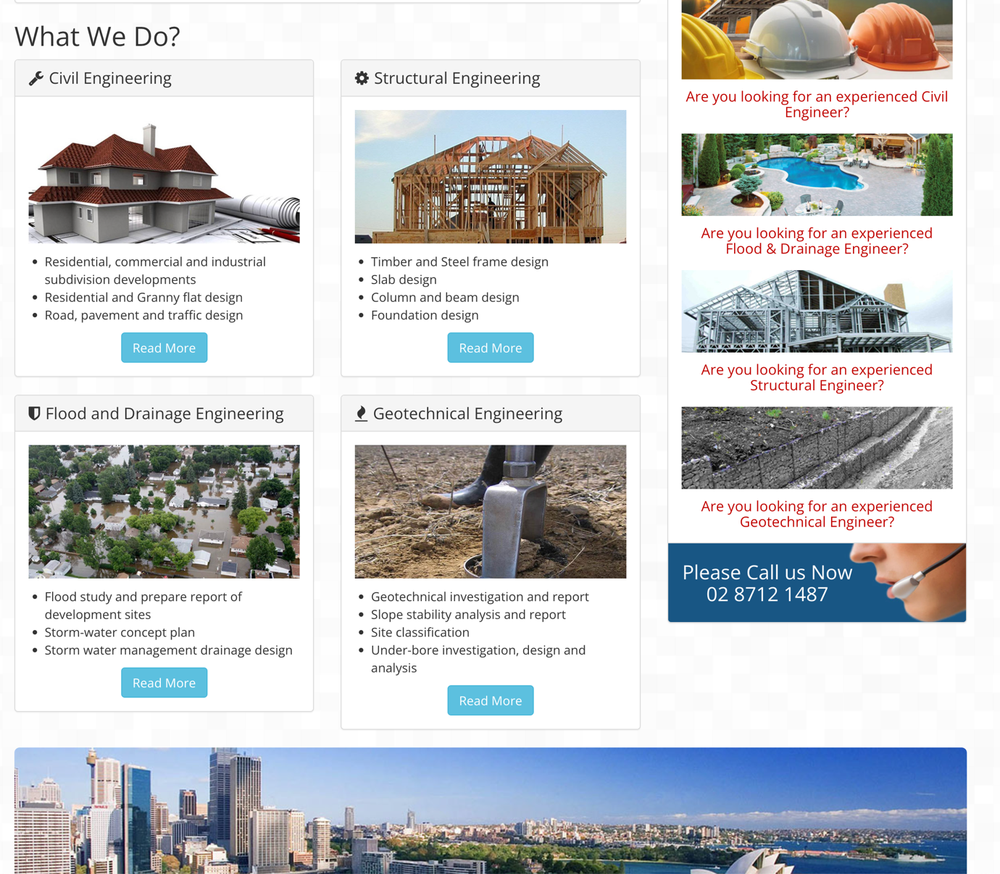 What We Do?
Civil Engineering
Residential, commercial and industrial
subdivision developments
Residential and Granny flat design
Road, pavement and traffic design
Read More
Structural Engineering
Timber and Steel frame design
Slab design
Column and beam design
Foundation design
Read More
Flood and Drainage Engineering
Flood study and prepare report of
development sites
Storm-water concept plan
Storm water management drainage design
Read More
Geotechnical Engineering
Geotechnical investigation and report
Slope stability analysis and report
Site classification
Under-bore investigation, design and
analysis
Read More
Are you looking for an experienced Civil
Engineer?
Are you looking for an experienced
Flood & Drainage Engineer?
Are you looking for an experienced
Structural Engineer?
Are you looking for an experienced
Geotechnical Engineer?
Please Call us Now
02 8712 1487